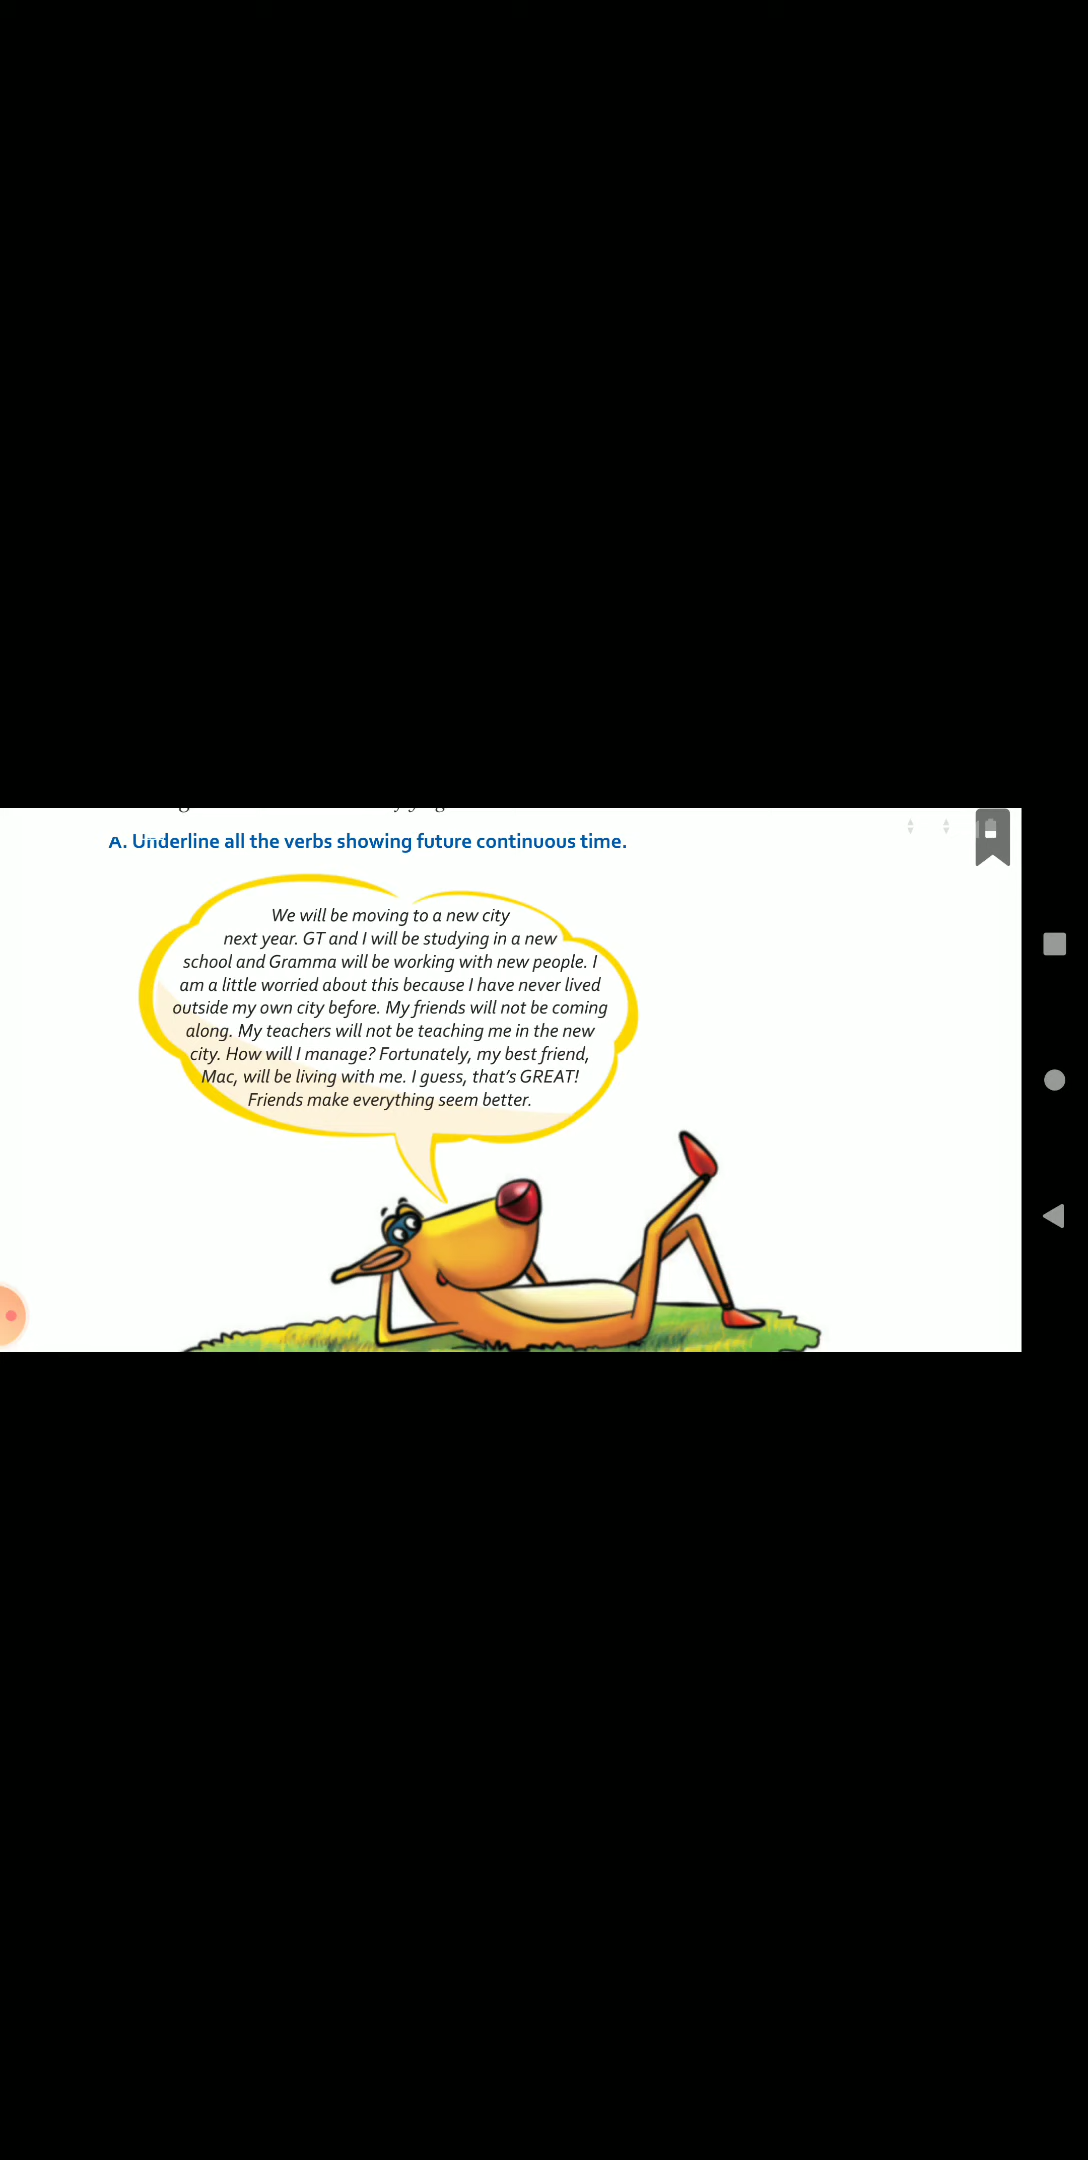 A. Underline all the verbs showing future continuous time.
We will be moving to a new city
next year. GT and I will be studying in a new
school and Gramma will be working with new people. I
am a little worried about this because I have never lived
outside my own city before. My friends will not be coming
along. My teachers will not be teaching me in the new
city. How will I manage? Fortunately, my best friend,
Mac, will be living with me. I guess, that's GREAT!
Friends make everything seem better.